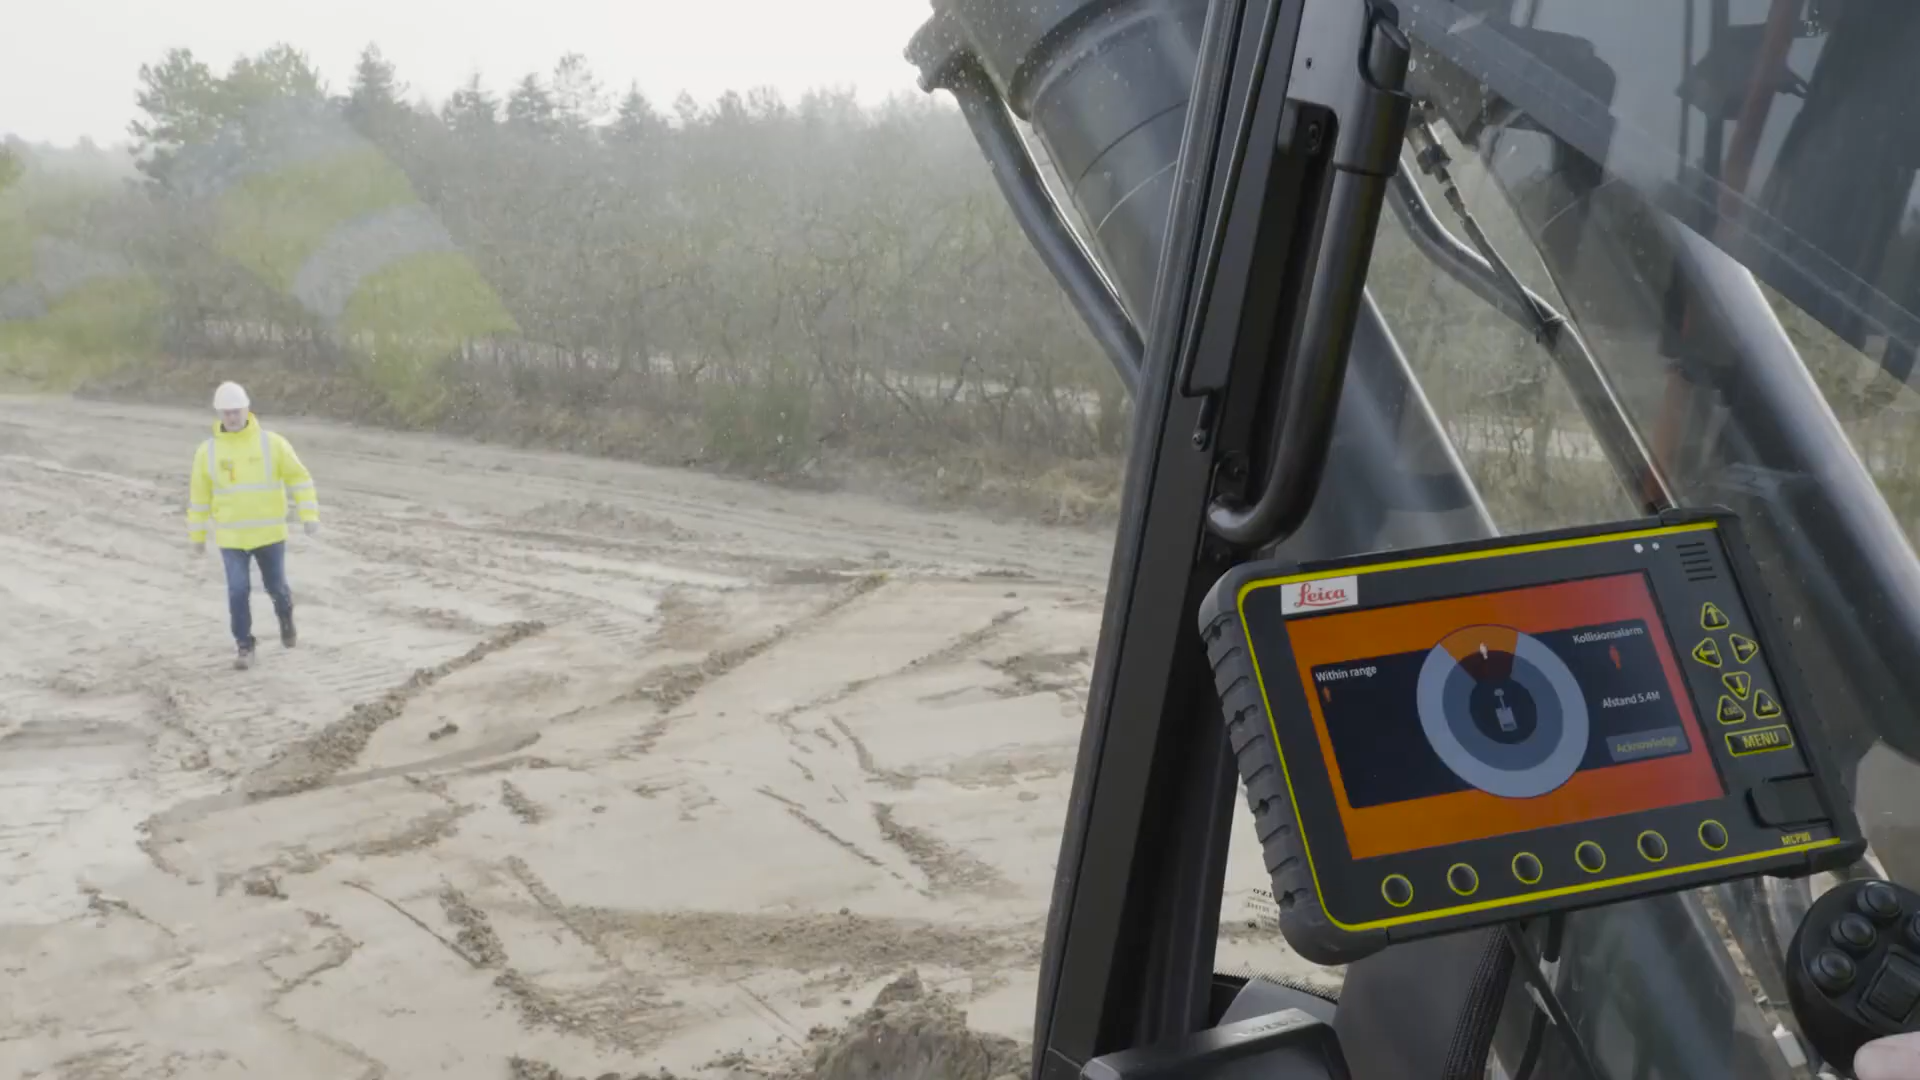 Leica
Kollisionsalarm
Within range
Afstand 5.4M
Acknowledge
ESC
MENU
MCP80